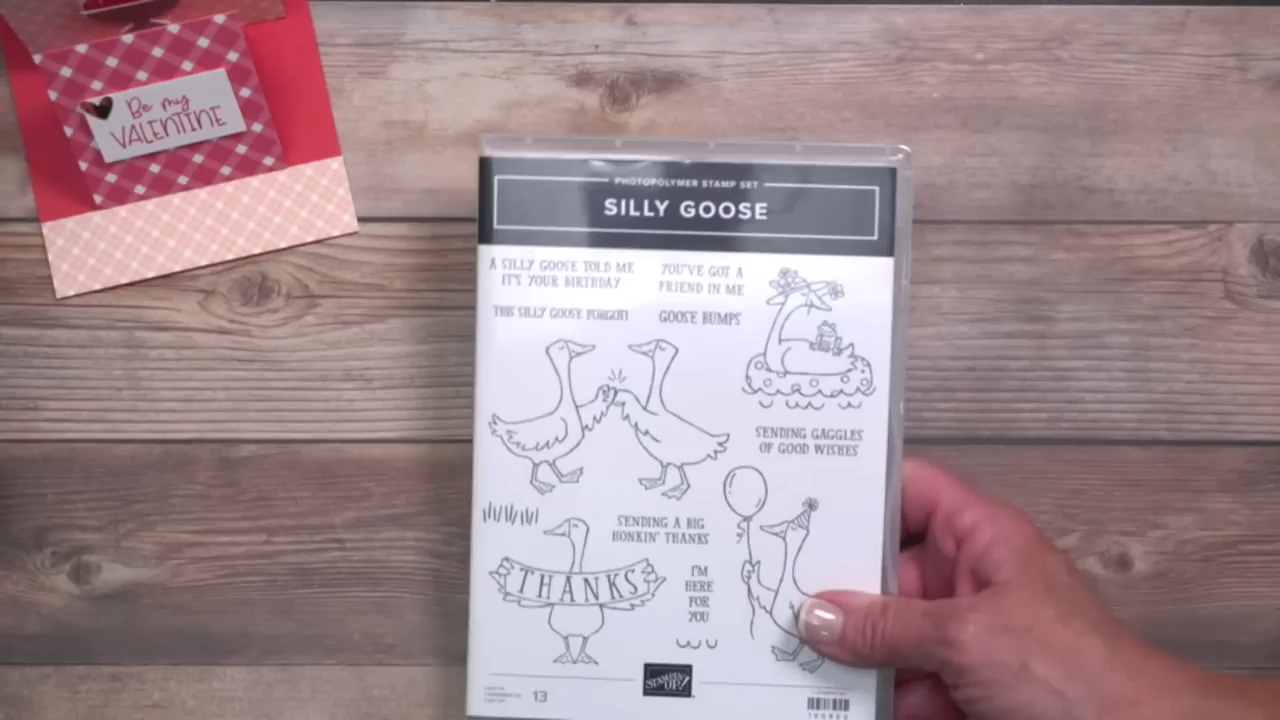 Be my
VALENTINE
PHOTOPOLYMER STAMP SET
SILLY GOOSE
A SILLY GOOSE TOLD ME
IT'S YOUR BIRTHDAY
YOU'VE GOT A
FRIEND IN ME
THIS SILLY GOOSE FORGOT!
GOOSE BUMPS
SENDING GAGGLES
OF GOOD WISHES
SENDING A BIG
HONKIN' THANKS
THANKS
I'M
HERE
FOR
YOU
STAMPIN' UP!
13